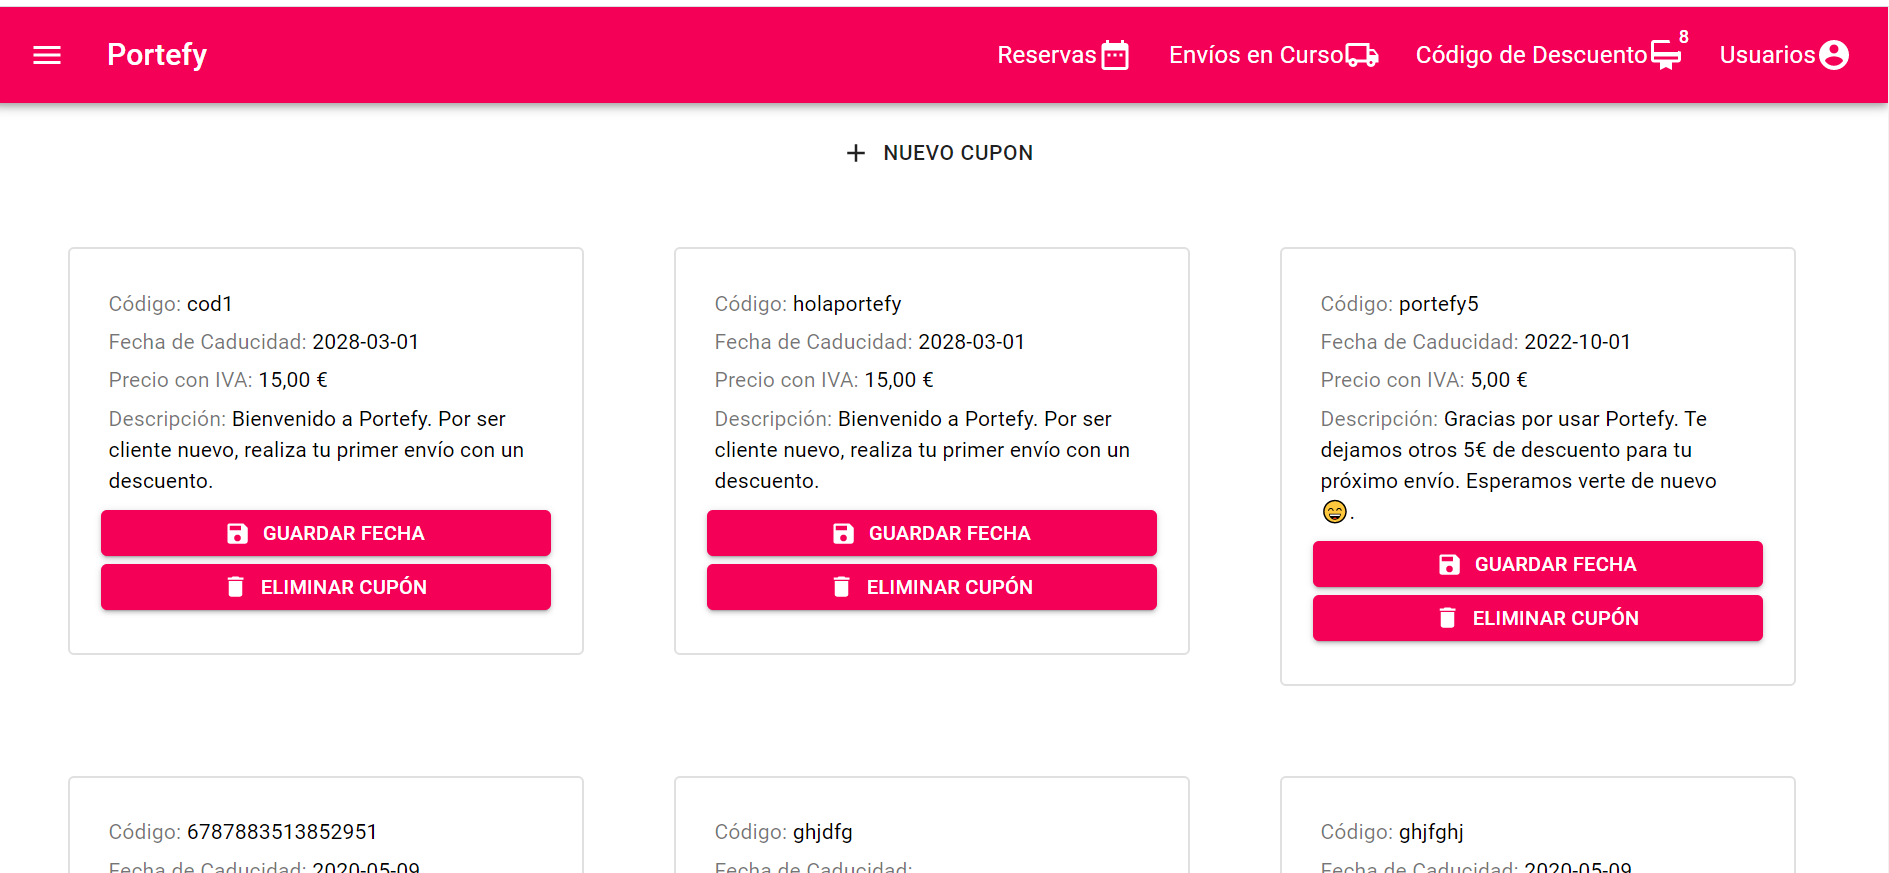 Portefy
Reservas
Envíos en Curso
Código de Descuento
8
Usuarios
NUEVO CUPON
Código: cod1
Fecha de Caducidad: 2028-03-01
Precio con IVA: 15,00 €
Descripción: Bienvenido a Portefy. Por ser
cliente nuevo, realiza tu primer envío con un
descuento.
GUARDAR FECHA
ELIMINAR CUPÓN
Código: holaportefy
Fecha de Caducidad: 2028-03-01
Precio con IVA: 15,00 €
Descripción: Bienvenido a Portefy. Por ser
cliente nuevo, realiza tu primer envío con un
descuento.
GUARDAR FECHA
ELIMINAR CUPÓN
Código: portefy5
Fecha de Caducidad: 2022-10-01
Precio con IVA: 5,00 €
Descripción: Gracias por usar Portefy. Te
dejamos otros 5€ de descuento para tu
próximo envío. Esperamos verte de nuevo
😄.
GUARDAR FECHA
ELIMINAR CUPÓN
Código: 6787883513852951
Fecha de Caducidad: 2020-05-09
Código: ghjdfg
Fecha de Caducidad:
Código: ghjfghj
Fecha de Caducidad: 2020-05-09